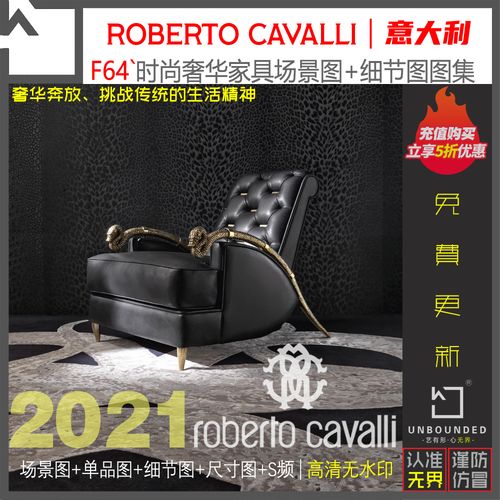 ROBERTO CAVALLI|意大利
F64`时尚奢华家具场景图+细节图图集
奢华奔放、挑战传统的生活精神
充值购买
立享5折优惠
免費更新
2021
roberto cavalli
UNBOUNDED
-艺有形·心无界-
场景图+单品图+细节图+尺寸图+S频|高清无水印
认准无界
谨防仿冒